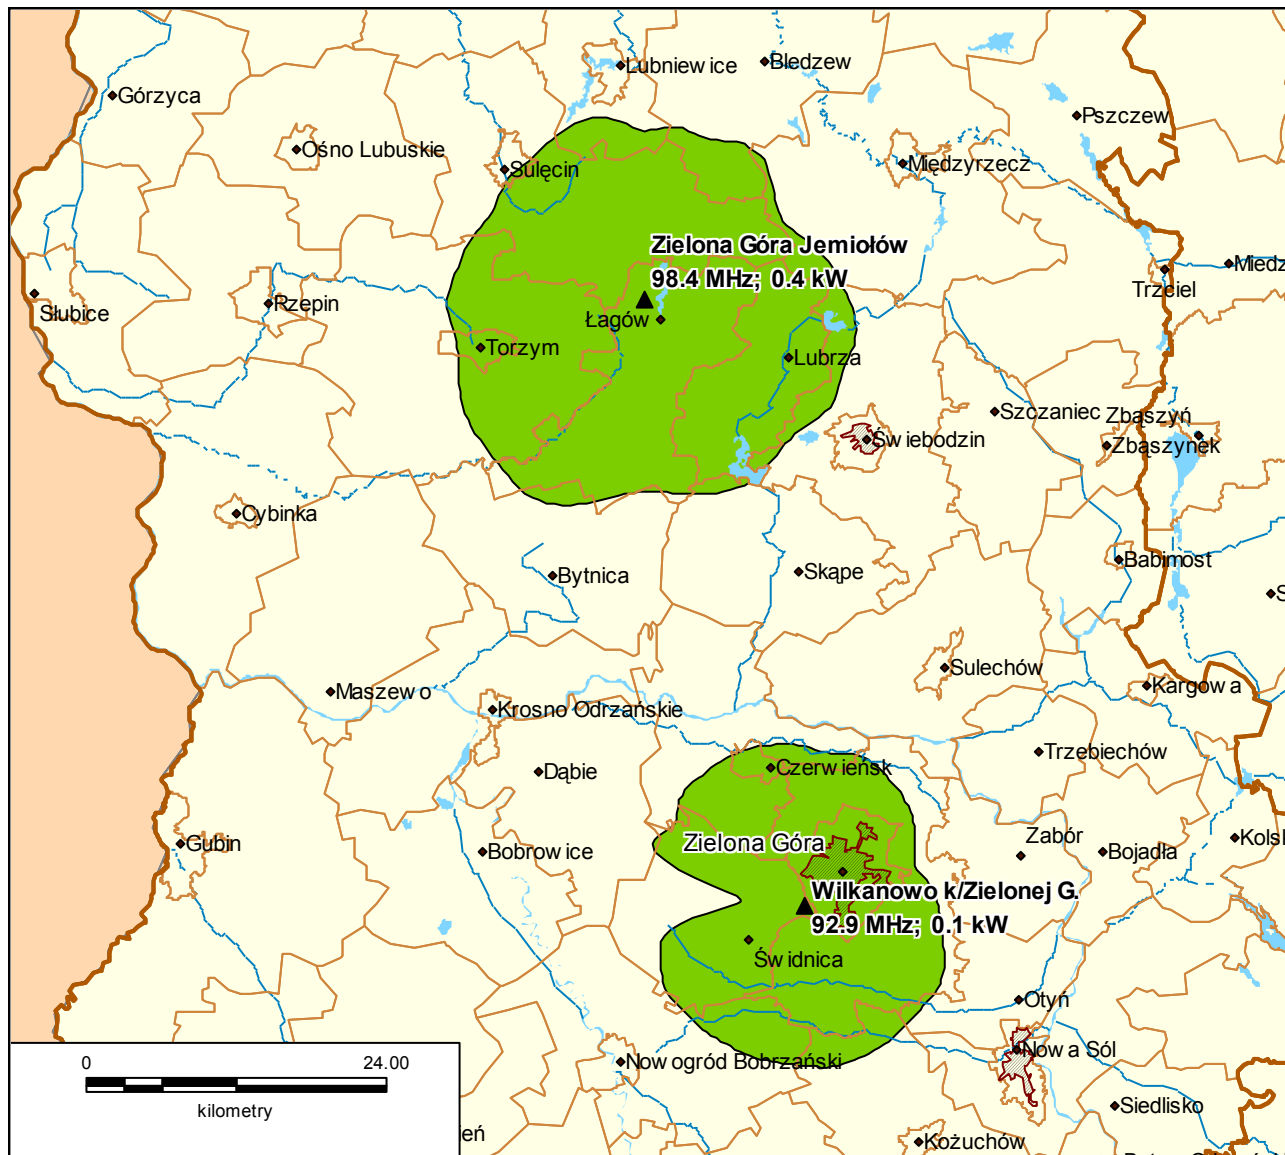 Lubniewice
Bledzew
Górzyca
Pszczew
Ośno Lubuskie
Sulęcin
Międzyrzecz
Zielona Góra Jemiołów
98.4 MHz; 0.4 kW
Miedz
Trzciel
Słubice
Rzepin
Łagów
Torzym
Lubrza
Szczaniec
Zbąszyń
Świebodzin
Zbąszynek
Cybinka
Bytnica
Skąpe
Babimost
S
Sulechów
Maszewo
Kargowa
Krosno Odrzańskie
Trzebiechów
Dąbie
Czerwieńsk
Gubin
Bobrowice
Zielona Góra
Zabór
Bojadła
Kolsk
Wilkanowo k/Zielonej G.
92.9 MHz; 0.1 kW
Świdnica
Otyń
Nowogród Bobrzański
Nowa Sól
0 24.00
kilometry
Siedlisko
ień
Kożuchów